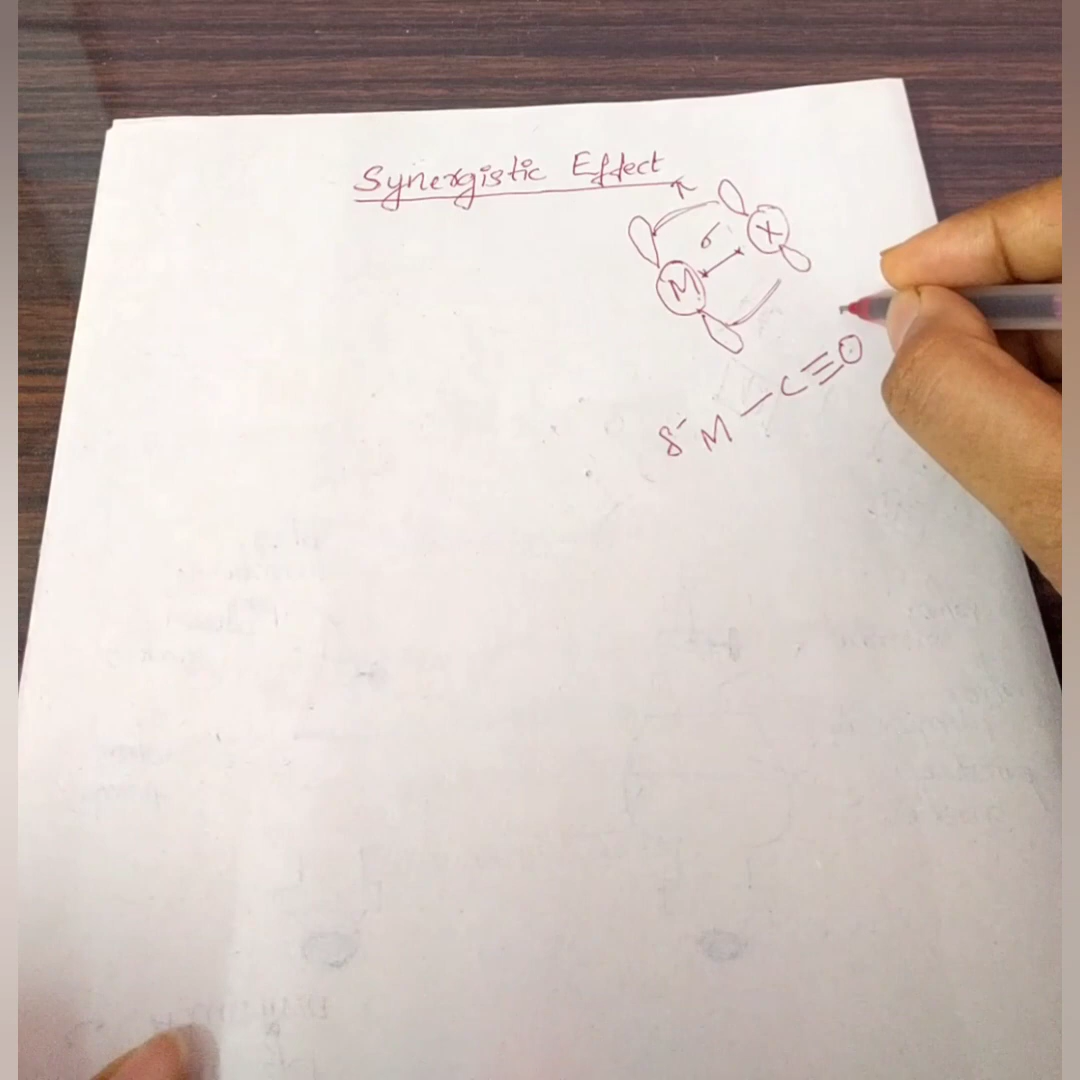 Synergistic Effect
X
σ
M
δ⁻ M — C ≡ O